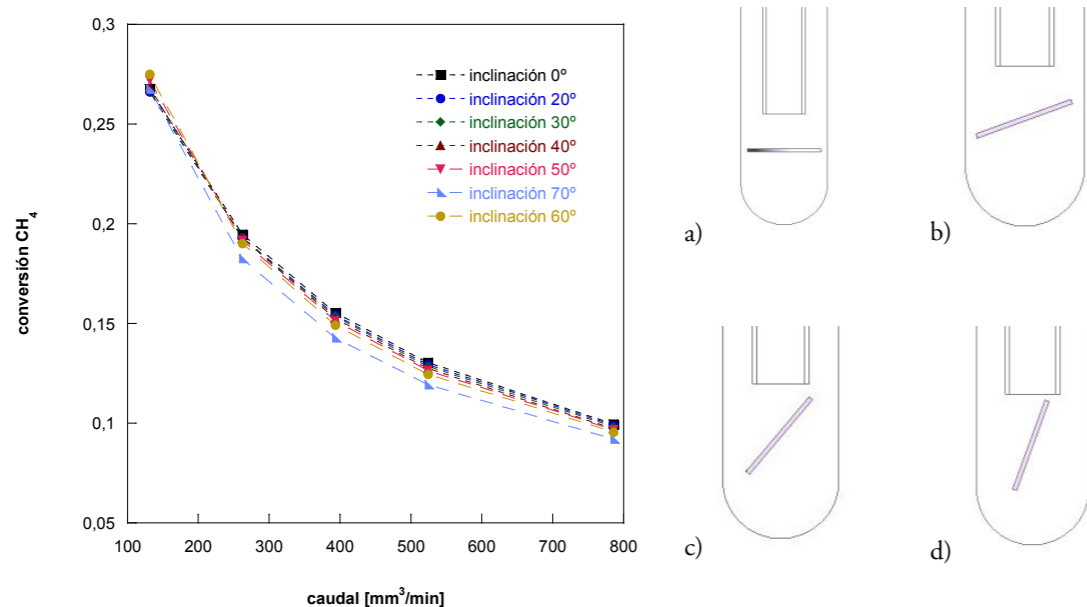 0,3
0,25
0,2
0,15
0,1
0,05
conversión CH4
100 200 300 400 500 600 700 800
caudal [mm3/min]
inclinación 0º
inclinación 20º
inclinación 30º
inclinación 40º
inclinación 50º
inclinación 70º
inclinación 60º
a)
b)
c)
d)